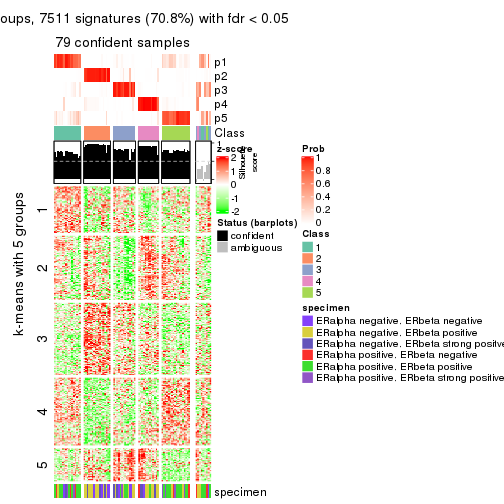 oups, 7511 signatures (70.8%) with fdr < 0.05
79 confident samples
p1
p2
p3
p4
p5
Class
1
Silhouette
score
z-score
2
1
0
-1
-2
Prob
1
0.8
0.6
0.4
0.2
0
Status (barplots)
confident
ambiguous
Class
1
2
3
4
5
specimen
ERalpha negative. ERbeta negative
ERalpha negative. ERbeta positive
ERalpha negative. ERbeta strong positive
ERalpha positive. ERbeta negative
ERalpha positive. ERbeta positive
ERalpha positive. ERbeta strong positive
k-means with 5 groups
1
2
3
4
5
specimen